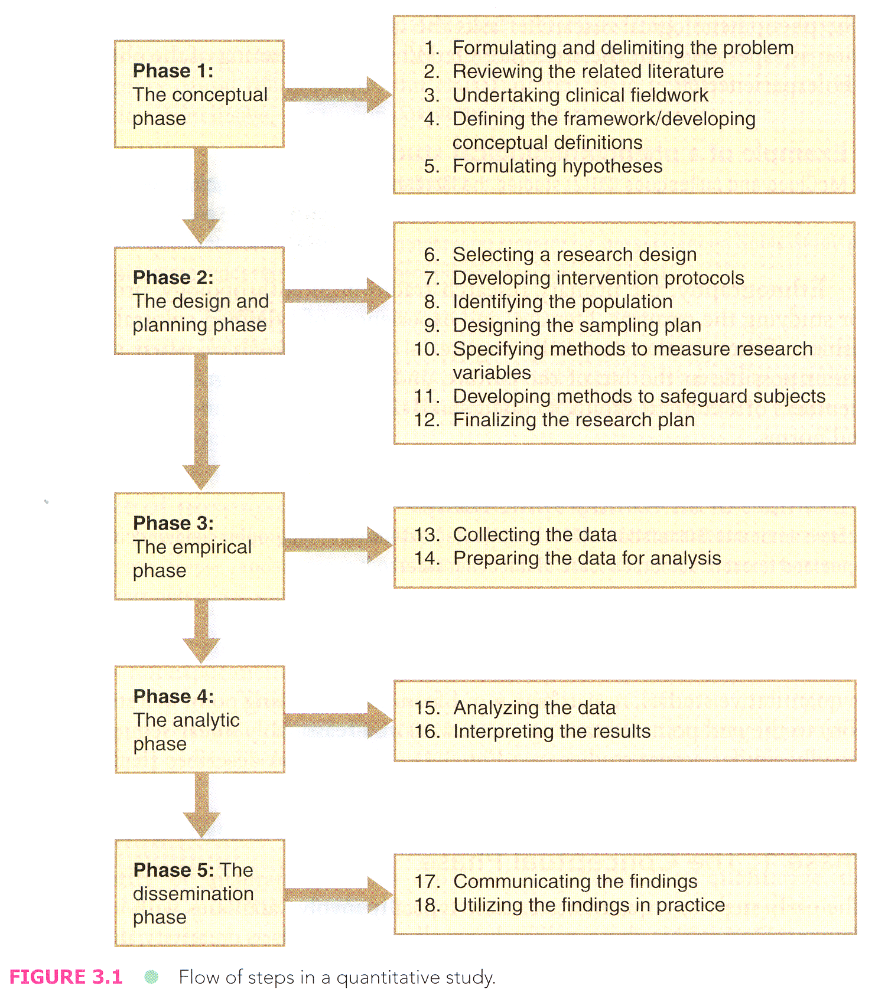 Phase 1:
The conceptual
phase
1. Formulating and delimiting the problem
2. Reviewing the related literature
3. Undertaking clinical fieldwork
4. Defining the framework/developing
conceptual definitions
5. Formulating hypotheses
Phase 2:
The design and
planning phase
6. Selecting a research design
7. Developing intervention protocols
8. Identifying the population
9. Designing the sampling plan
10. Specifying methods to measure research
variables
11. Developing methods to safeguard subjects
12. Finalizing the research plan
Phase 3:
The empirical
phase
13. Collecting the data
14. Preparing the data for analysis
Phase 4:
The analytic
phase
15. Analyzing the data
16. Interpreting the results
Phase 5: The
dissemination
phase
17. Communicating the findings
18. Utilizing the findings in practice
FIGURE 3.1 ● Flow of steps in a quantitative study.